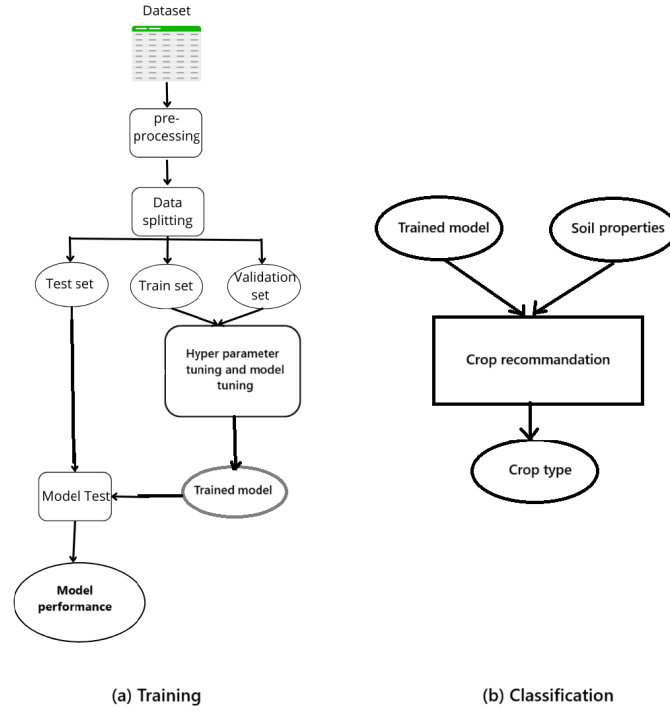 Dataset
pre-
processing
Data
splitting
Test set
Train set
Validation
set
Hyper parameter
tuning and model
tuning
Trained model
Model Test
Model
performance
(a) Training
Trained model
Soil properties
Crop recommandation
Crop type
(b) Classification